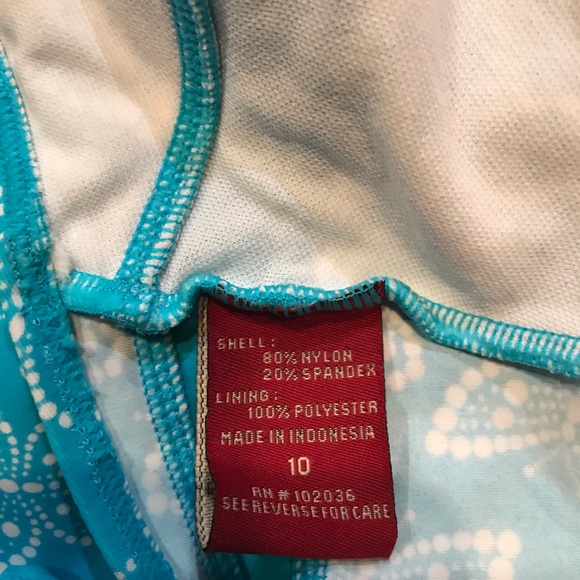 SHELL:
80% NYLON
20% SPANDEX
LINING:
100% POLYESTER
MADE IN INDONESIA
10
RN # 102036
SEE REVERSE FOR CARE